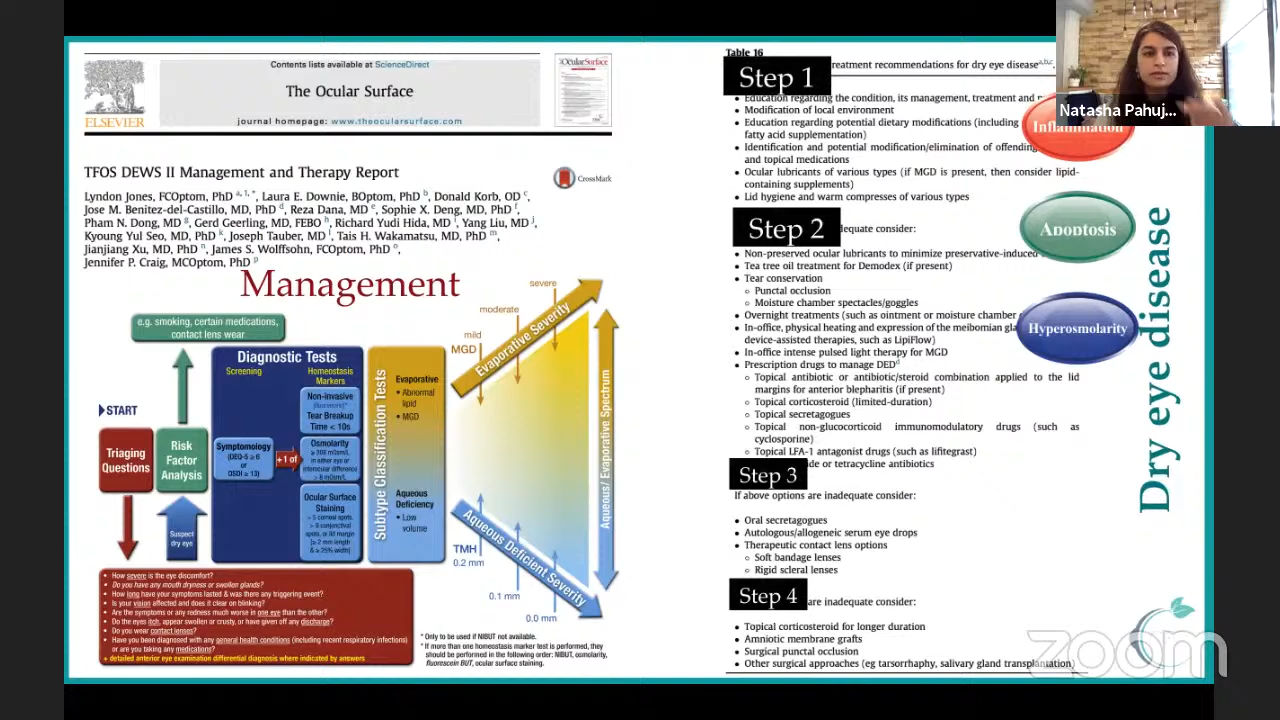 Contents lists available at ScienceDirect
The Ocular Surface
journal homepage: www.theocularsurface.com
ELSEVIER
The Ocular Surface
TFOS DEWS II Management and Therapy Report
CrossMark
Lyndon Jones, FCOptom, PhD a, 1, *, Laura E. Downie, BOptom, PhD b, Donald Korb, OD c,
Jose M. Benitez-del-Castillo, MD, PhD d, Reza Dana, MD e, Sophie X. Deng, MD, PhD f,
Pham N. Dong, MD g, Gerd Geerling, MD, FEBO h, Richard Yudi Hida, MD i, Yang Liu, MD j,
Kyoung Yul Seo, MD, PhD k, Joseph Tauber, MD l, Tais H. Wakamatsu, MD, PhD m,
Jianjiang Xu, MD, PhD n, James S. Wolffsohn, FCOptom, PhD o,
Jennifer P. Craig, MCOptom, PhD p
Management
e.g. smoking, certain medications,
contact lens wear
START
Triaging
Questions
Risk
Factor
Analysis
Suspect
dry eye
Diagnostic Tests
Screening
Homeostasis
Markers
Symptomology
(DEQ-5 ≥ 6
or
OSDI ≥ 13)
+1 of
Non-invasive
Tear Breakup
Time < 10s
Osmolarity
≥ 308 mOsm/L
in either eye or
interocular difference
> 8 mOsm/L
Ocular Surface
Staining
> 5 corneal spots,
> 9 conjunctival
spots, or lid margin
[≥ 2 mm length
& ≥ 25% width]
Subtype Classification Tests
Evaporative
• Abnormal
lipid
• MGD
Aqueous
Deficiency
• Low
volume
severe
moderate
mild
MGD
Evaporative Severity
Aqueous/ Evaporative Spectrum
Aqueous Deficient Severity
TMH
0.2 mm
0.1 mm
0.0 mm
• How severe is the eye discomfort?
• Do you have any mouth dryness or swollen glands?
• How long have your symptoms lasted & was there any triggering event?
• Is your vision affected and does it clear on blinking?
• Are the symptoms or any redness much worse in one eye than the other?
• Do the eyes itch, appear swollen or crusty, or have given off any discharge?
• Do you wear contact lenses?
• Have you been diagnosed with any general health conditions (including recent respiratory infections)
or are you taking any medications?
+ detailed anterior eye examination differential diagnosis where indicated by answers
* Only to be used if NIBUT not available.
* If more than one homeostasis marker test is performed, they
should be performed in the following order: NIBUT, osmolarity,
fluorescein BUT, ocular surface staining.
Table 16
Step 1
treatment recommendations for dry eye disease a,b,c.
• Education regarding the condition, its management, treatment and
• Modification of local environment
• Education regarding potential dietary modifications (including
fatty acid supplementation)
• Identification and potential modification/elimination of offending
and topical medications
• Ocular lubricants of various types (if MGD is present, then consider lipid-
containing supplements)
• Lid hygiene and warm compresses of various types
Step 2
adequate consider:
• Non-preserved ocular lubricants to minimize preservative-induced
• Tea tree oil treatment for Demodex (if present)
• Tear conservation
Punctal occlusion
Moisture chamber spectacles/goggles
• Overnight treatments (such as ointment or moisture chamber
• In-office, physical heating and expression of the meibomian
device-assisted therapies, such as LipiFlow)
• In-office intense pulsed light therapy for MGD
• Prescription drugs to manage DED d
Topical antibiotic or antibiotic/steroid combination applied to the lid
margins for anterior blepharitis (if present)
Topical corticosteroid (limited-duration)
Topical secretagogues
Topical non-glucocorticoid immunomodulatory drugs (such as
cyclosporine)
Topical LFA-1 antagonist drugs (such as lifitegrast)
or tetracycline antibiotics
Step 3
If above options are inadequate consider:
• Oral secretagogues
• Autologous/allogeneic serum eye drops
• Therapeutic contact lens options
Soft bandage lenses
Rigid scleral lenses
Step 4
are inadequate consider:
• Topical corticosteroid for longer duration
• Amniotic membrane grafts
• Surgical punctal occlusion
• Other surgical approaches (eg tarsorrhaphy, salivary gland transplantation)
Inflammation
Apoptosis
Hyperosmolarity
Dry eye disease
Natasha Pahuj...
zoom